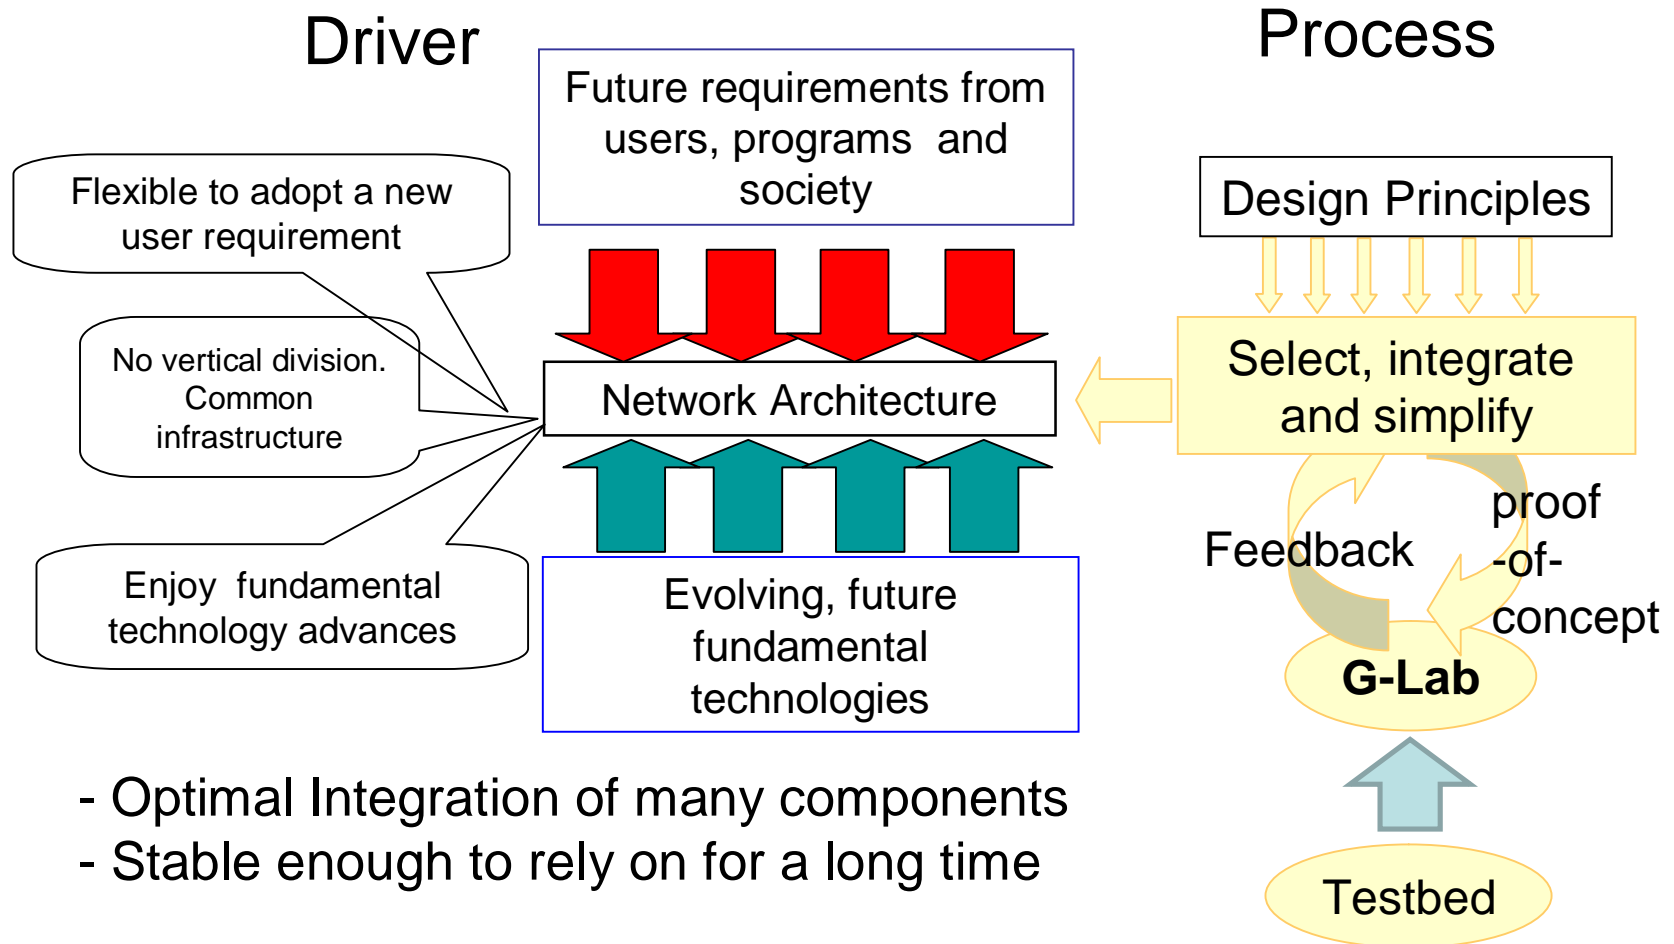 Driver
Process
Future requirements from
users, programs and
society
Flexible to adopt a new
user requirement
No vertical division.
Common
infrastructure
Enjoy fundamental
technology advances
Network Architecture
Evolving, future
fundamental
technologies
- Optimal Integration of many components
- Stable enough to rely on for a long time
Design Principles
Select, integrate
and simplify
Feedback
proof
-of-
concept
G-Lab
Testbed